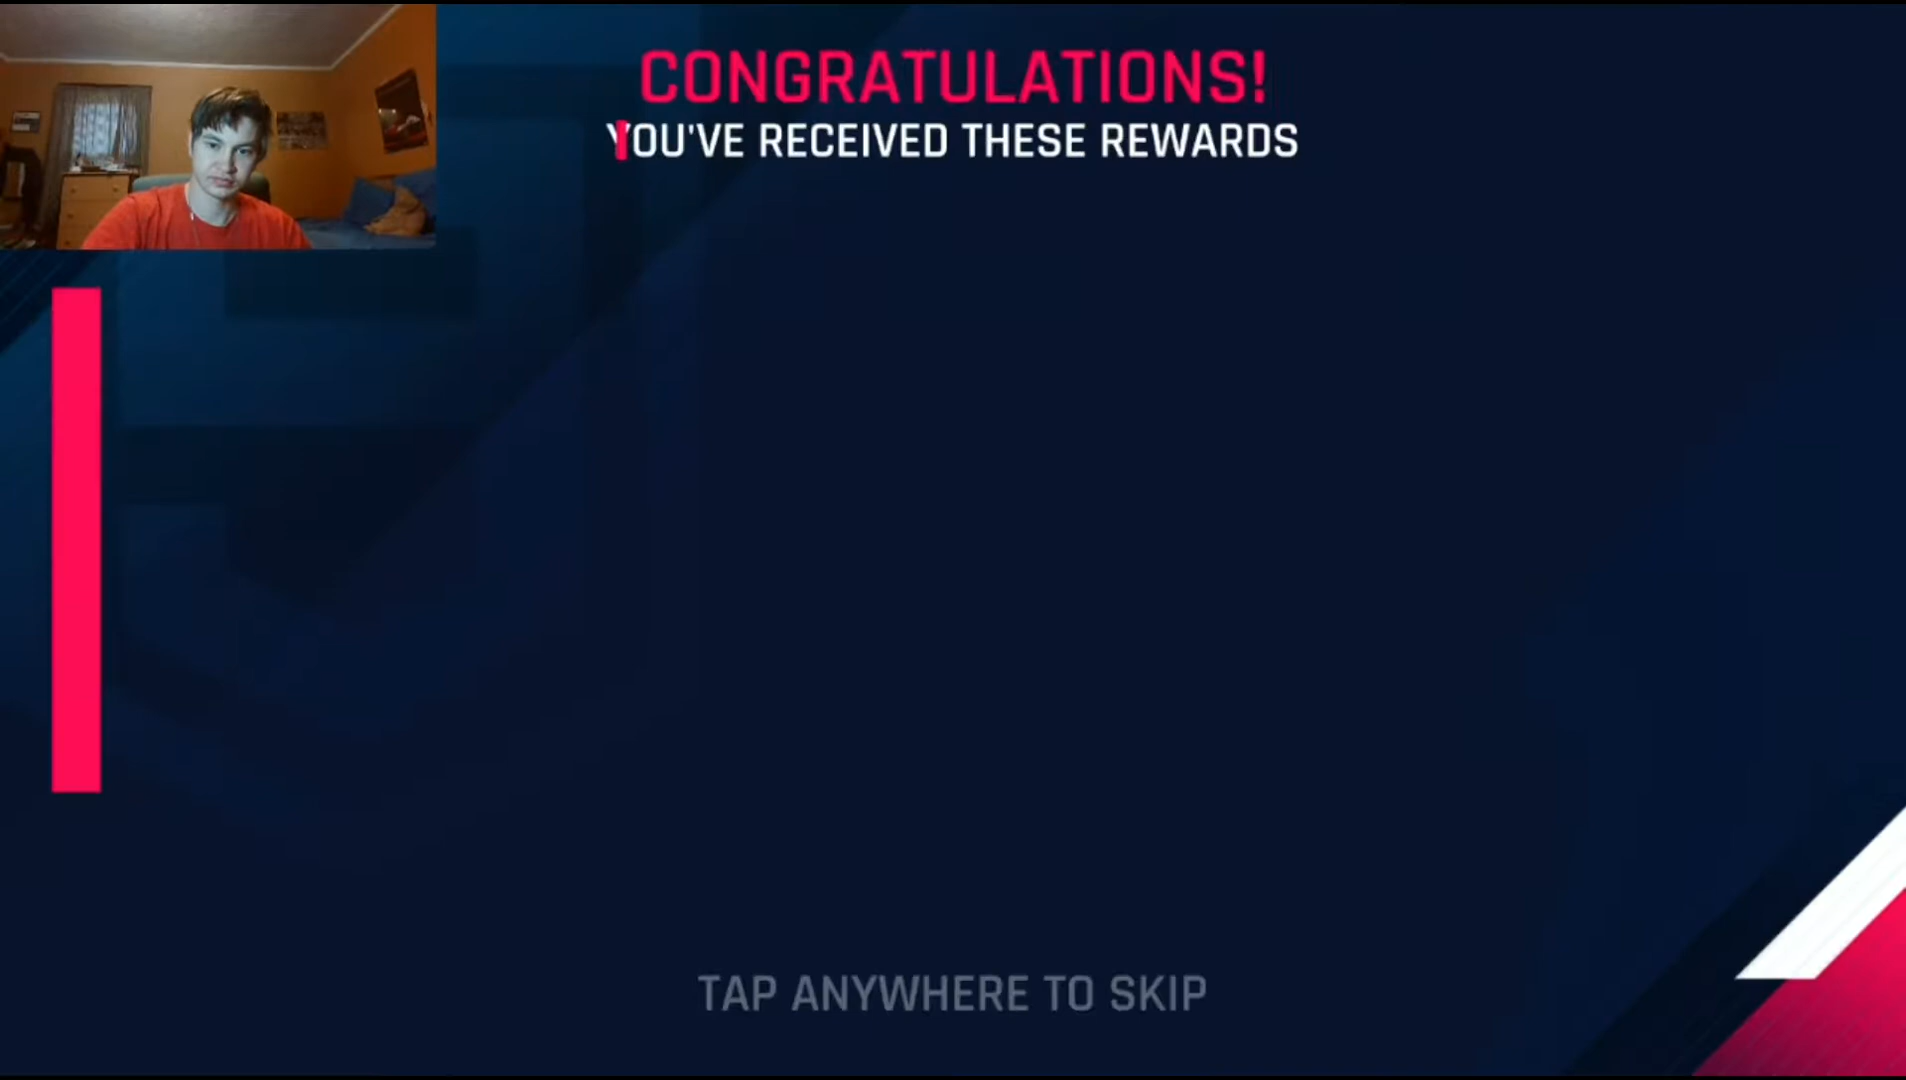 CONGRATULATIONS!
YOU'VE RECEIVED THESE REWARDS
TAP ANYWHERE TO SKIP